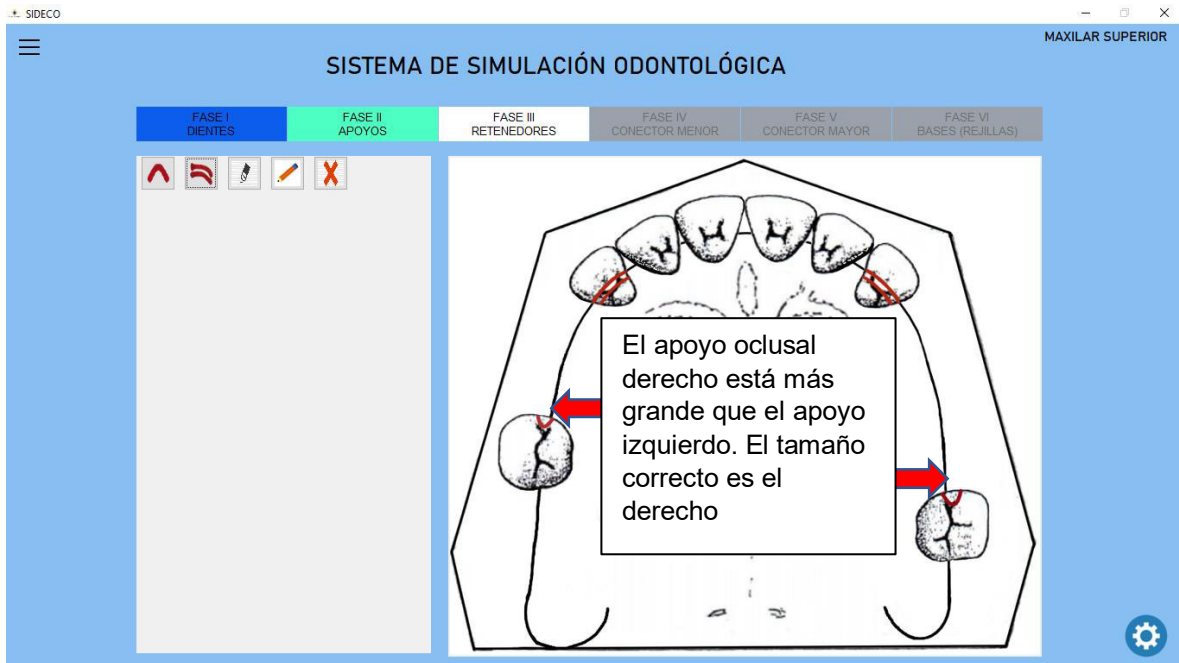 SIDECO
MAXILAR SUPERIOR
SISTEMA DE SIMULACIÓN ODONTOLÓGICA
FASE I
DIENTES
FASE II
APOYOS
FASE III
RETENEDORES
FASE IV
CONECTOR MENOR
FASE V
CONECTOR MAYOR
FASE VI
BASES (REJILLAS)
El apoyo oclusal
derecho está más
grande que el apoyo
izquierdo. El tamaño
correcto es el
derecho